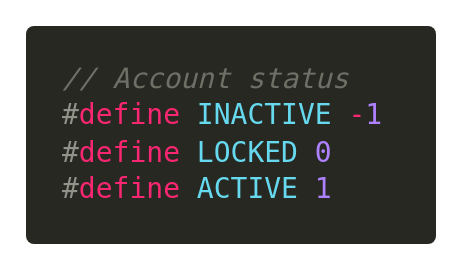 // Account status
#define INACTIVE -1
#define LOCKED 0
#define ACTIVE 1